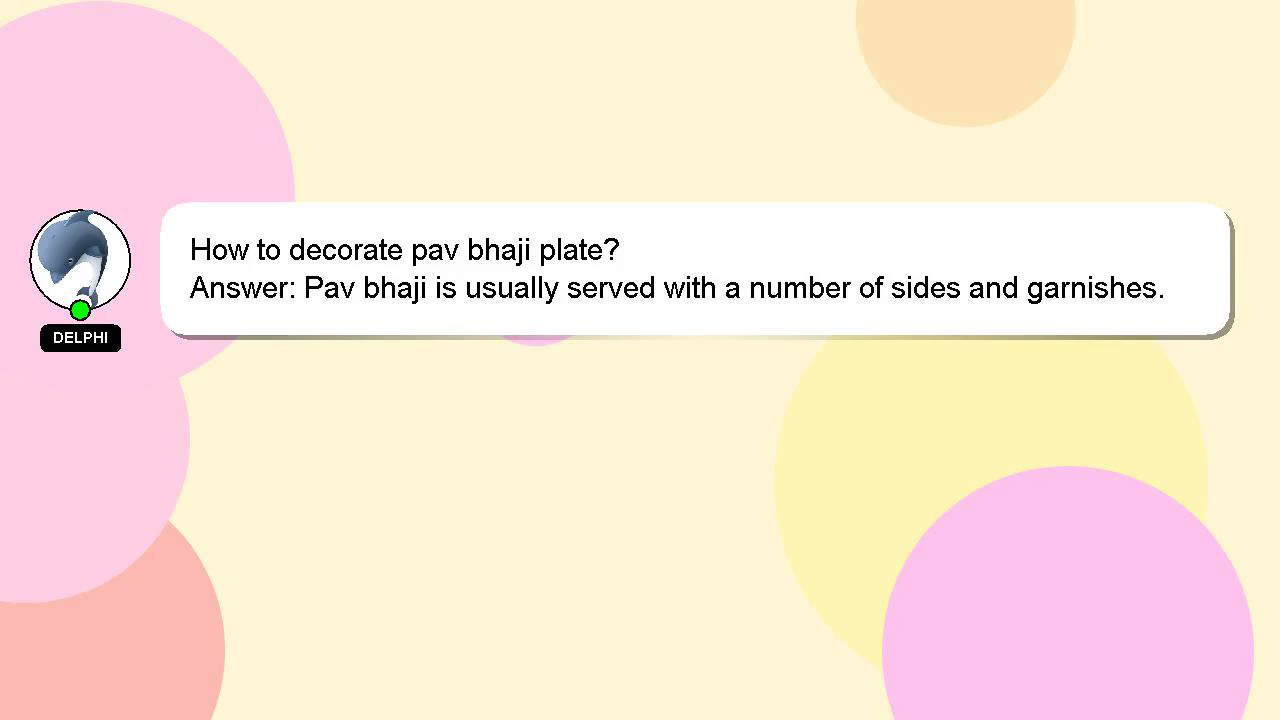 How to decorate pav bhaji plate?
Answer: Pav bhaji is usually served with a number of sides and garnishes.
DELPHI